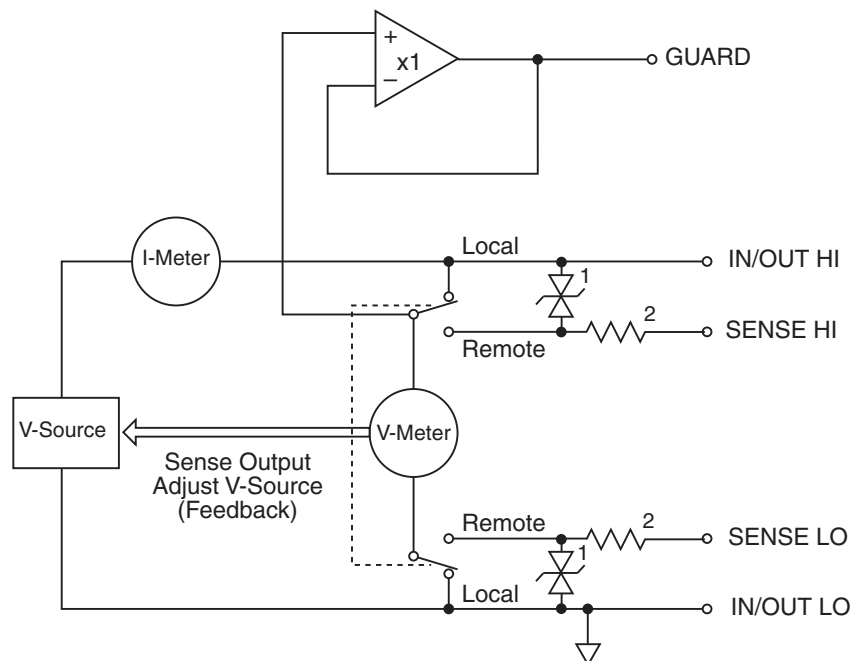 +
x1
−
GUARD
I-Meter
Local
1
IN/OUT HI
2
Remote
SENSE HI
V-Source
V-Meter
Sense Output
Adjust V-Source
(Feedback)
Remote
2
SENSE LO
1
Local
IN/OUT LO